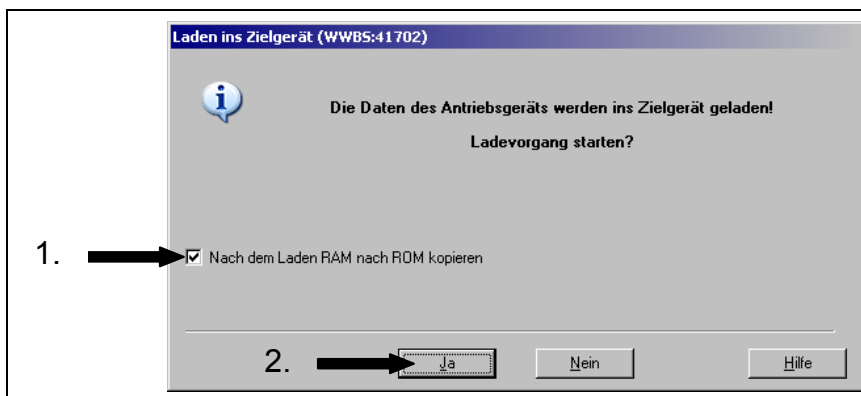 Laden ins Zielgerät (WWBS:41702)
Die Daten des Antriebsgeräts werden ins Zielgerät geladen!
Ladevorgang starten?
1.
Nach dem Laden RAM nach ROM kopieren
2.
Ja
Nein
Hilfe